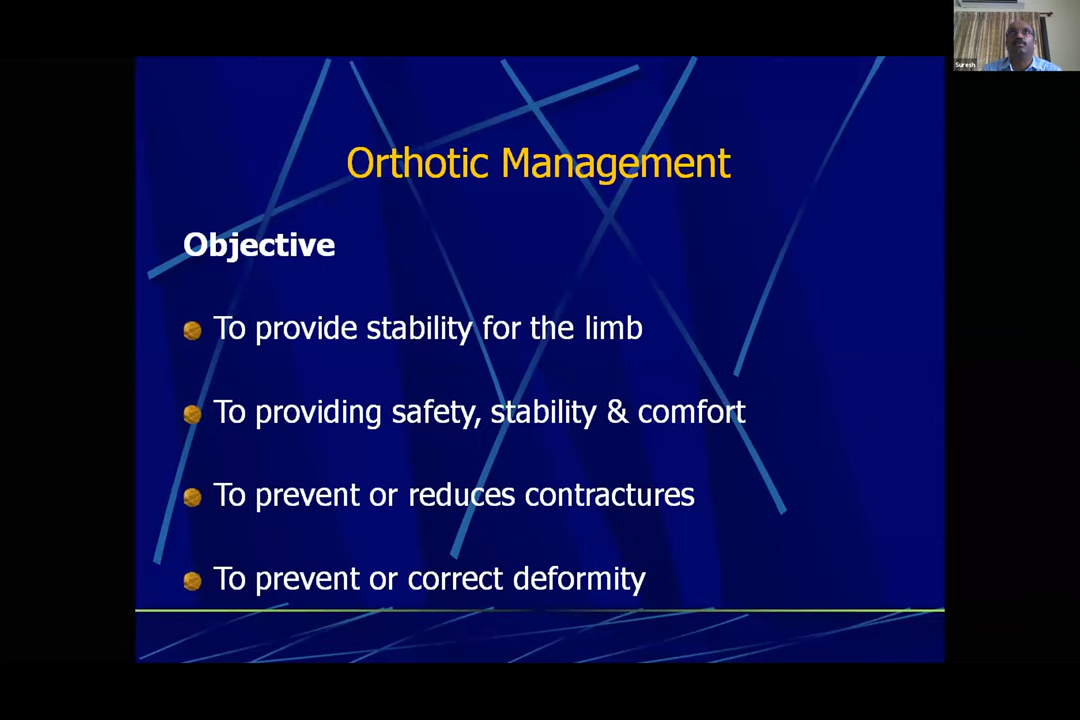 Suresh
Orthotic Management
Objective
To provide stability for the limb
To providing safety, stability & comfort
To prevent or reduces contractures
To prevent or correct deformity